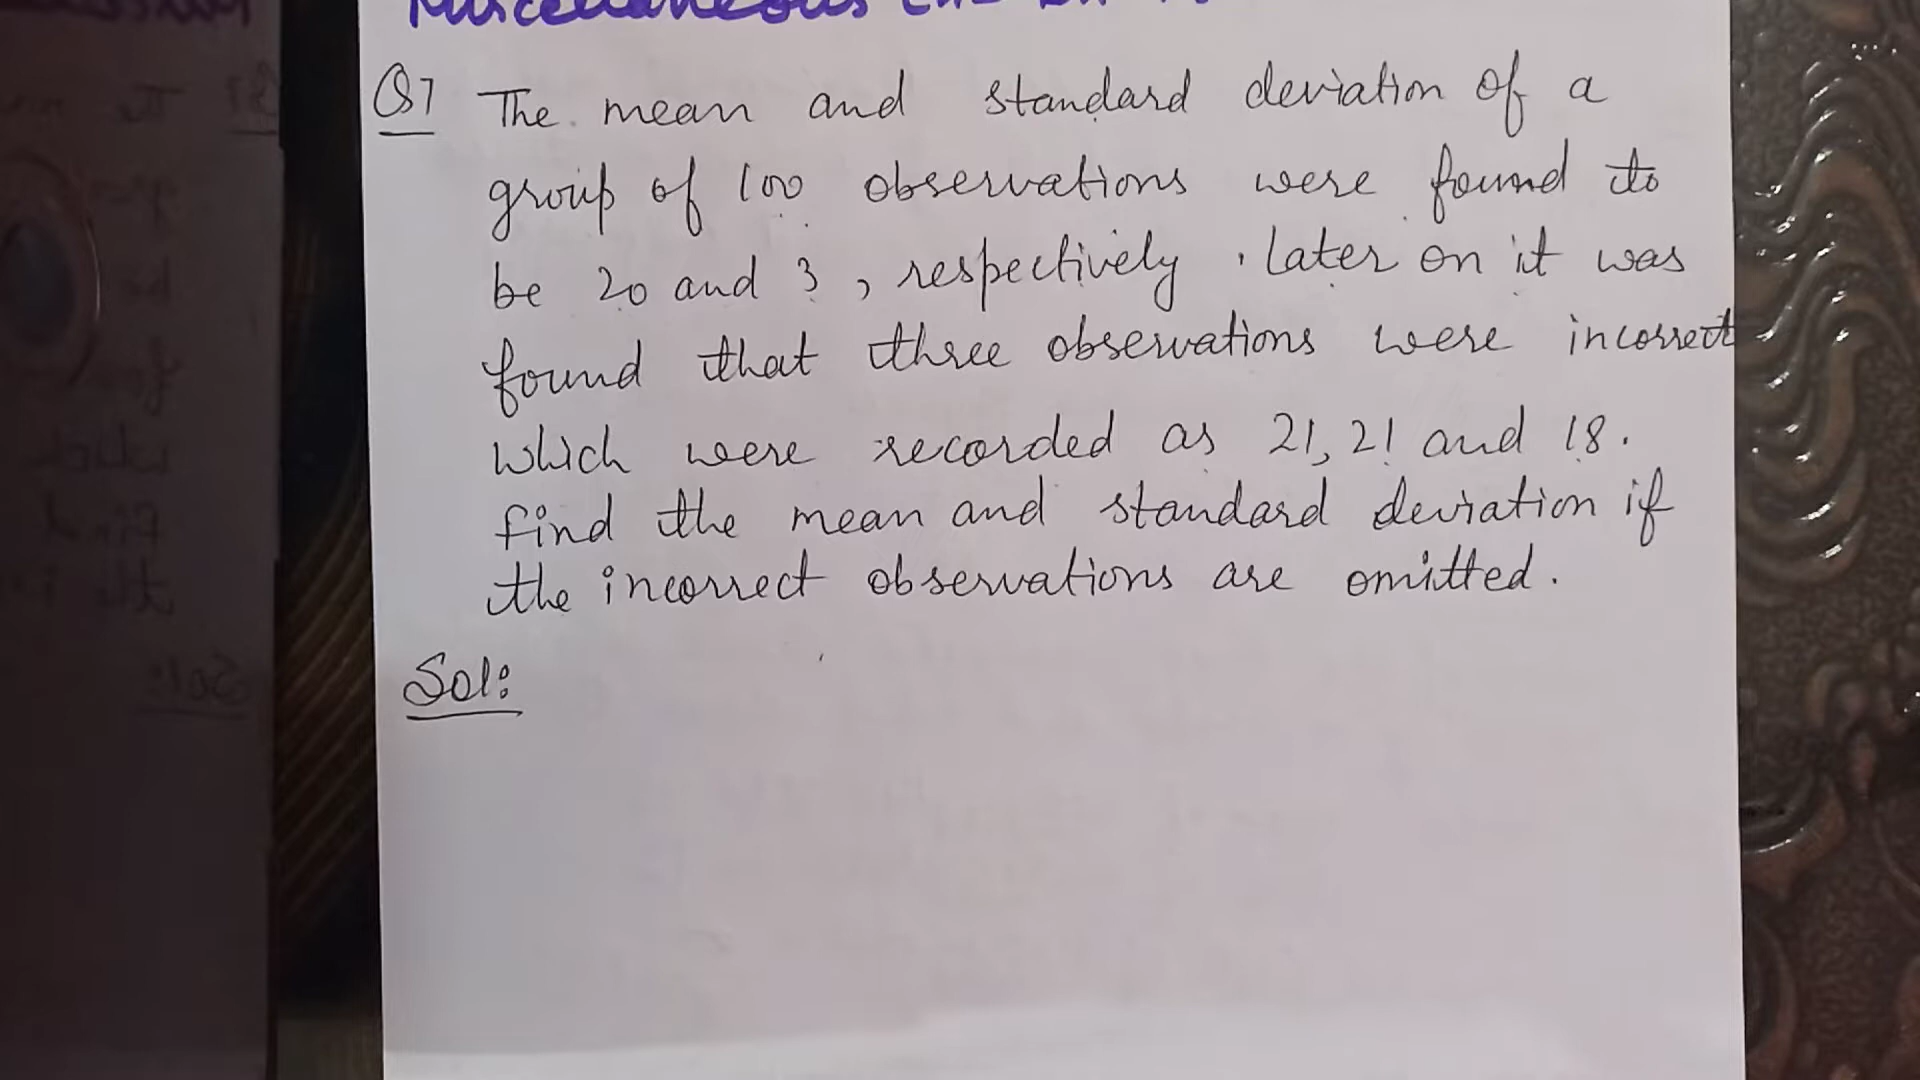 Miscellaneous
Q7 The mean and standard deviation of a
group of 100 observations were found to
be 20 and 3, respectively. Later on it was
found that three observations were incorrect
which were recorded as 21, 21 and 18.
Find the mean and standard deviation if
the incorrect observations are omitted.
Sol: